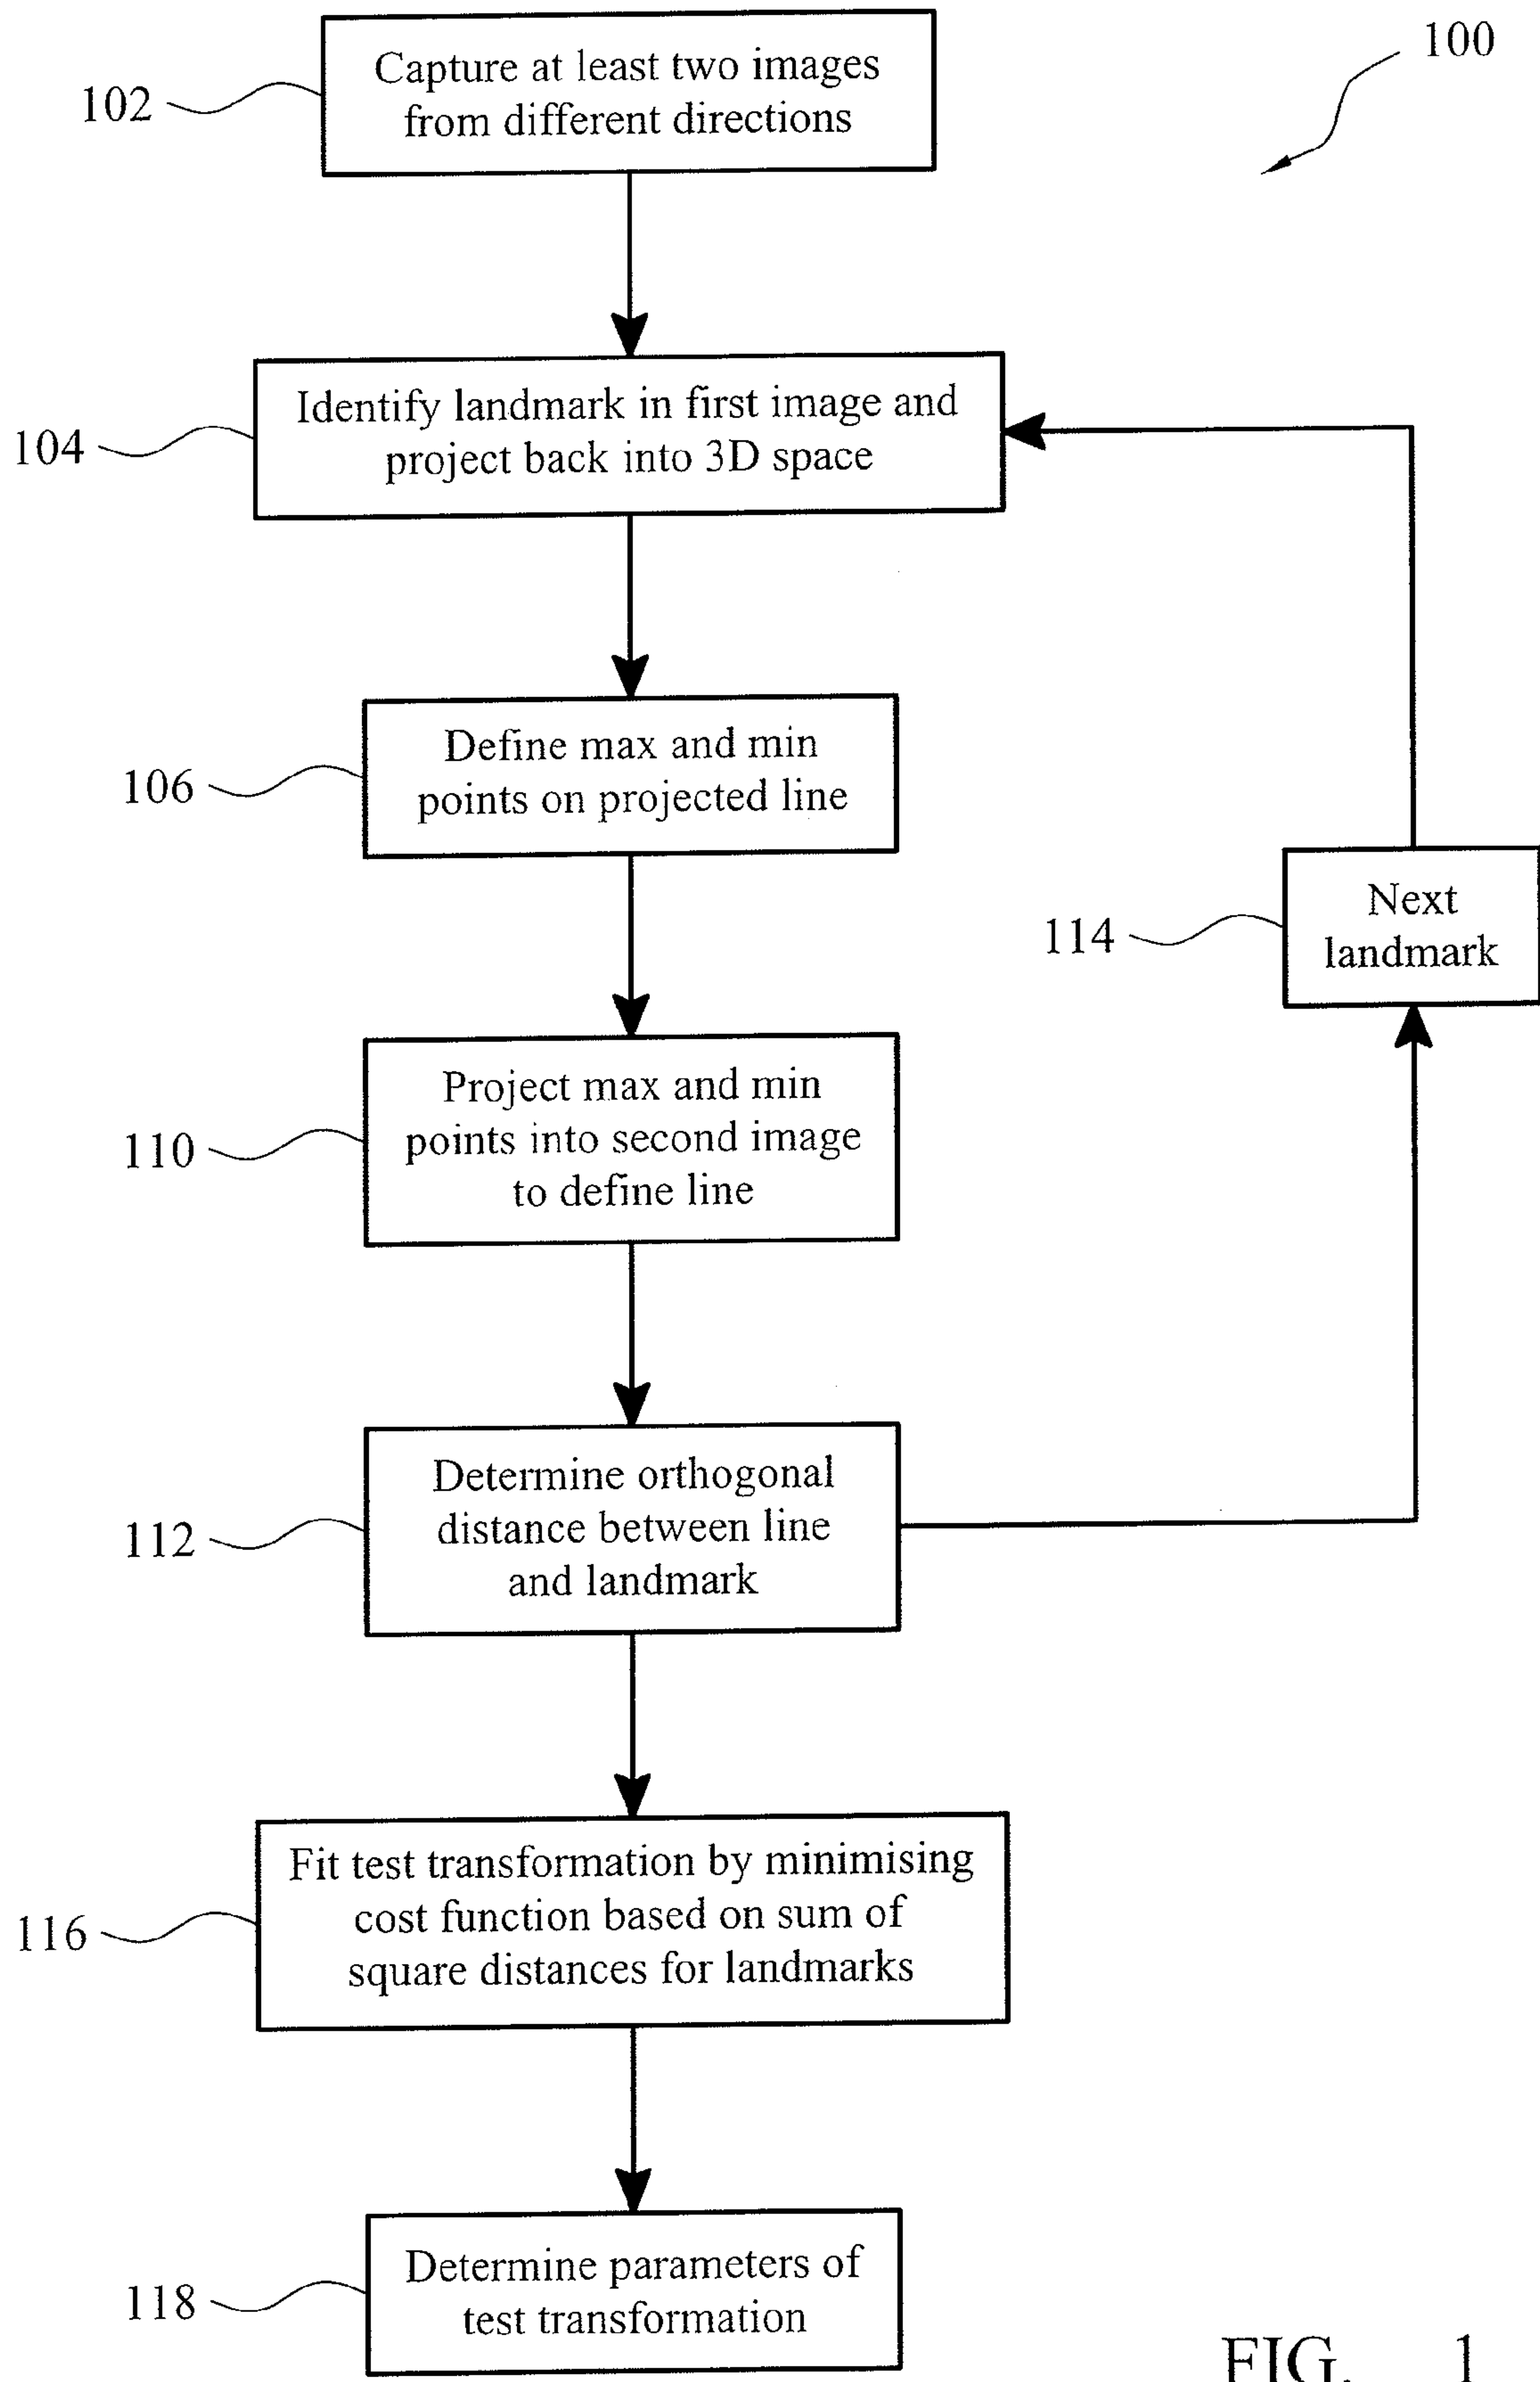 100
102
Capture at least two images
from different directions
104
Identify landmark in first image and
project back into 3D space
106
Define max and min
points on projected line
114
Next
landmark
110
Project max and min
points into second image
to define line
112
Determine orthogonal
distance between line
and landmark
116
Fit test transformation by minimising
cost function based on sum of
square distances for landmarks
118
Determine parameters of
test transformation
FIG. 1